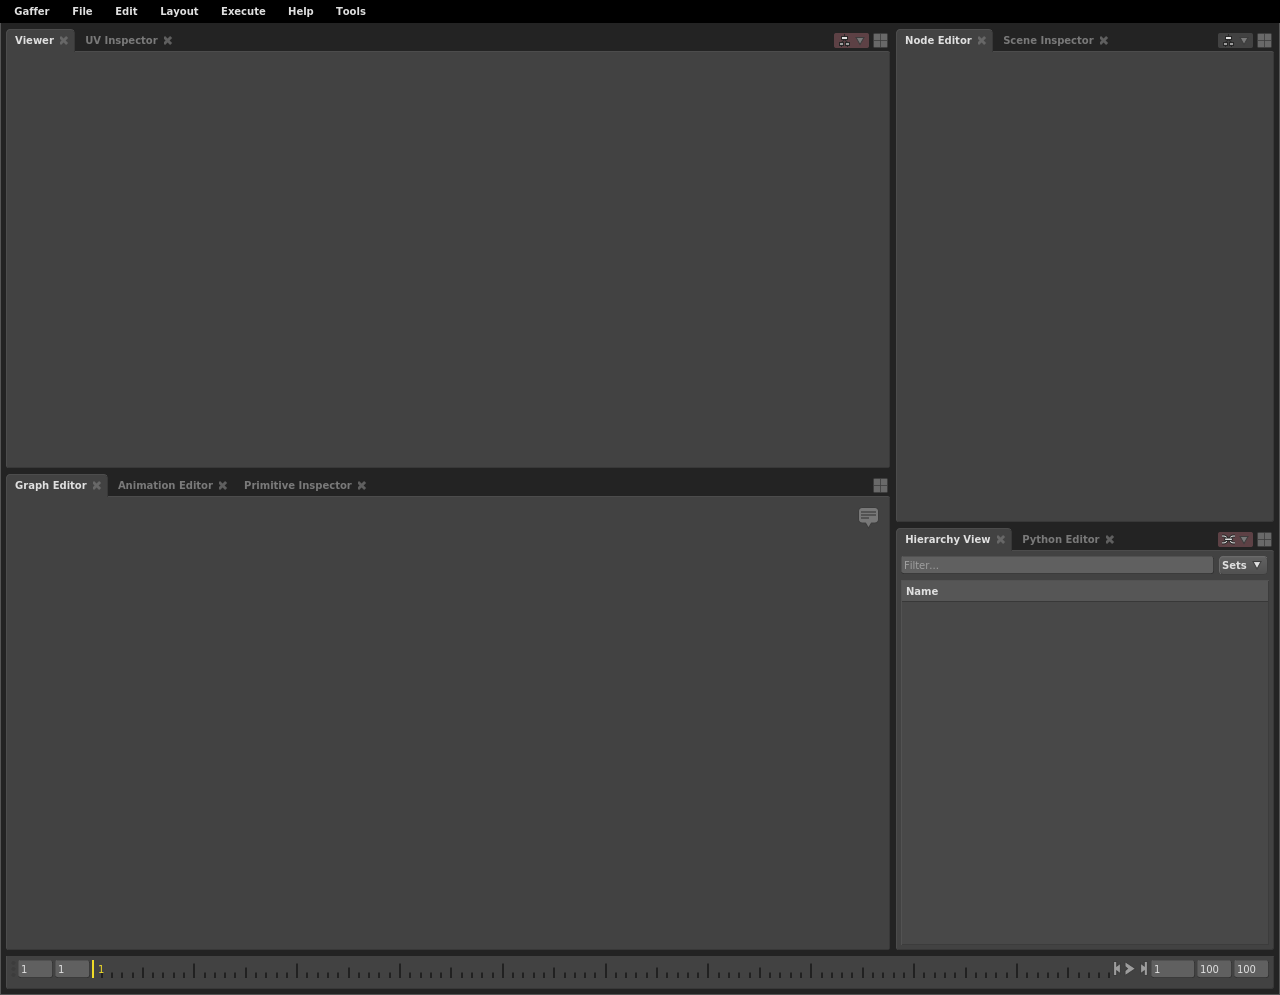 Gaffer File Edit Layout Execute Help Tools
Viewer UV Inspector
Node Editor Scene Inspector
Graph Editor Animation Editor Primitive Inspector
Hierarchy View Python Editor
Filter... Sets
Name
1 1 1 1 100 100